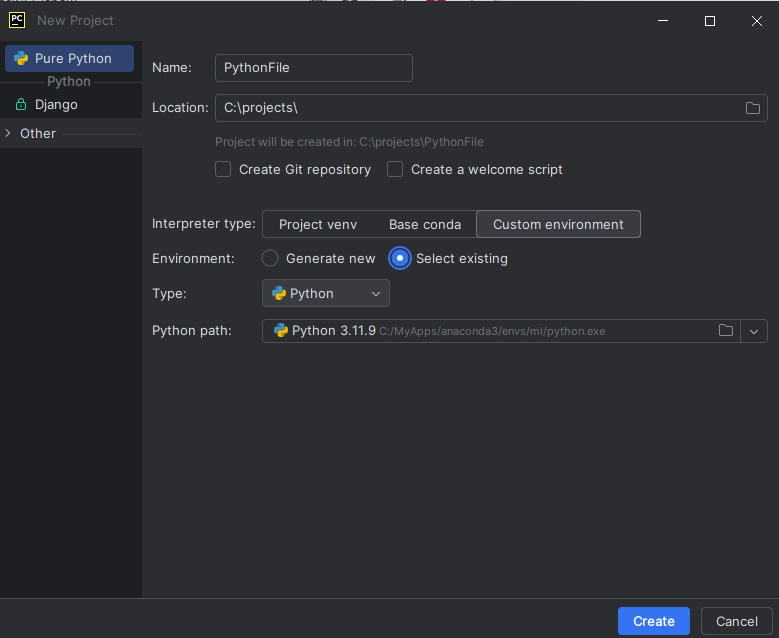 PC New Project
Pure Python
Python
Django
Other
Name: PythonFile
Location: C:\projects\
Project will be created in: C:\projects\PythonFile
Create Git repository Create a welcome script
Interpreter type: Project venv Base conda Custom environment
Environment: Generate new Select existing
Type: Python
Python path: Python 3.11.9 C:/MyApps/anaconda3/envs/ml/python.exe
Create Cancel